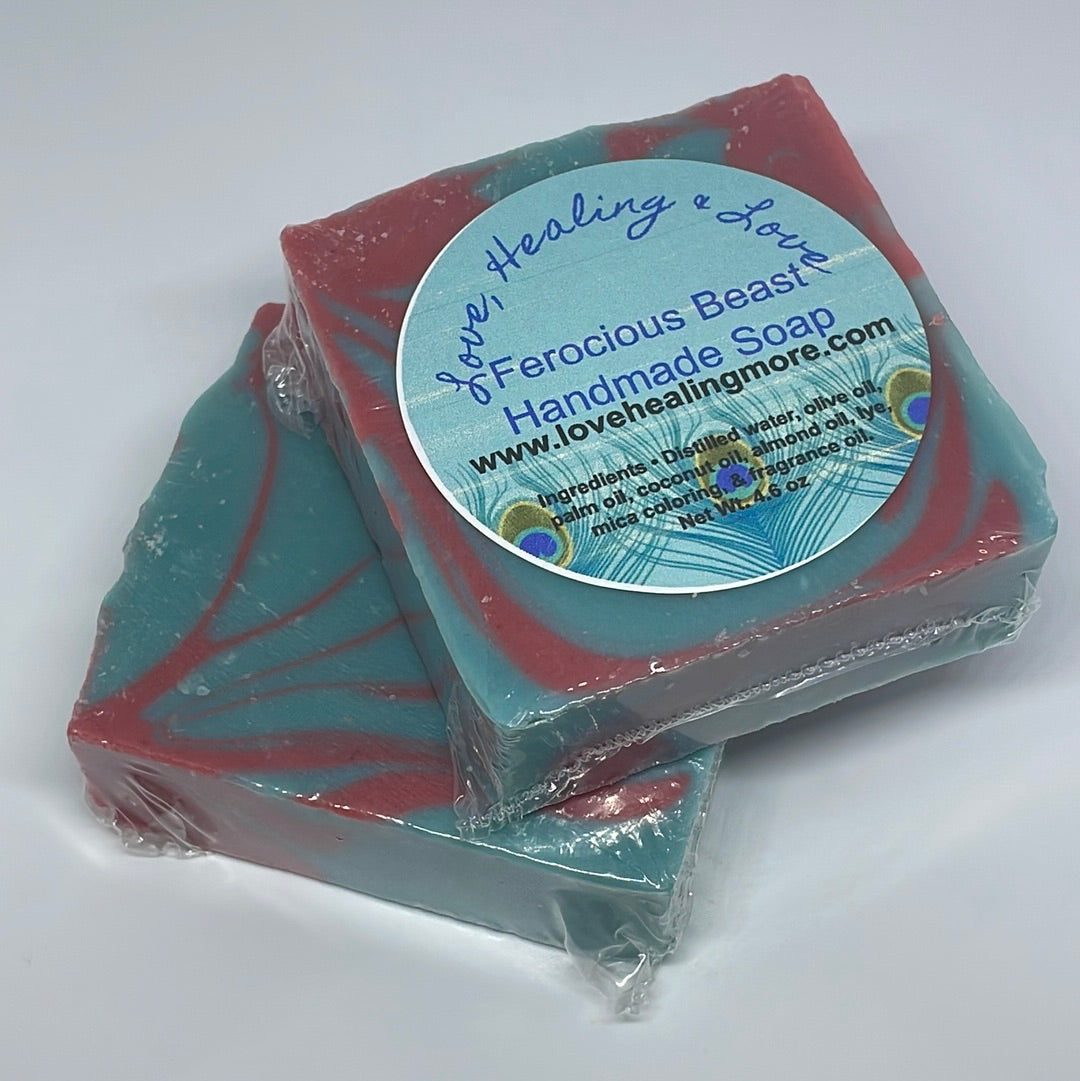 Love, Healing & Love
Ferocious Beast
Handmade Soap
www.lovehealingmore.com
Ingredients • Distilled water, olive oil,
palm oil, coconut oil, almond oil, lye,
mica coloring, & fragrance oil.
Net Wt. 4.6 oz